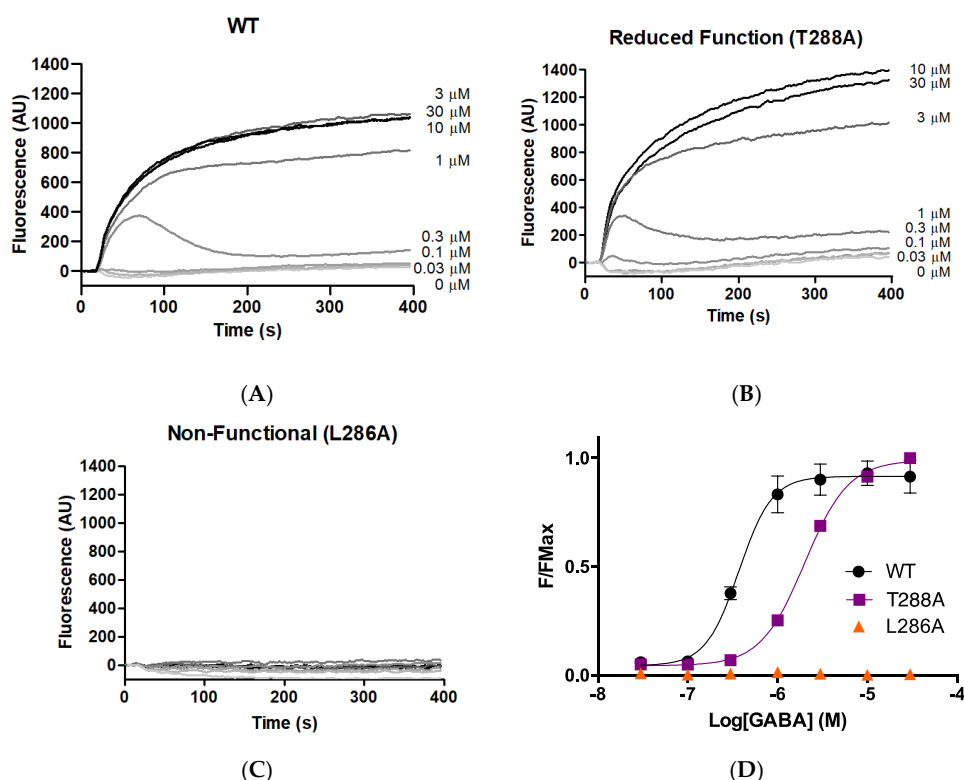 WT
Fluorescence (AU)
1400
1200
1000
800
600
400
200
0
0 100 200 300 400
Time (s)
3 μM
30 μM
10 μM
1 μM
0.3 μM
0.1 μM
0.03 μM
0 μM
(A)
Reduced Function (T288A)
Fluorescence (AU)
1400
1200
1000
800
600
400
200
0
0 100 200 300 400
Time (s)
10 μM
30 μM
3 μM
1 μM
0.3 μM
0.1 μM
0.03 μM
0 μM
(B)
Non-Functional (L286A)
Fluorescence (AU)
1400
1200
1000
800
600
400
200
0
0 100 200 300 400
Time (s)
(C)
F/FMax
1.0
0.5
0.0
-8 -7 -6 -5 -4
Log[GABA] (M)
WT
T288A
L286A
(D)